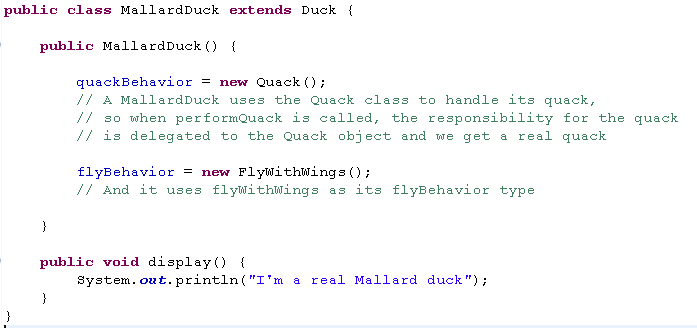 public class MallardDuck extends Duck {
public MallardDuck() {
quackBehavior = new Quack();
// A MallardDuck uses the Quack class to handle its quack,
// so when performQuack is called, the responsibility for the quack
// is delegated to the Quack object and we get a real quack
flyBehavior = new FlyWithWings();
// And it uses flyWithWings as its flyBehavior type
}
public void display() {
System.out.println("I'm a real Mallard duck");
}
}